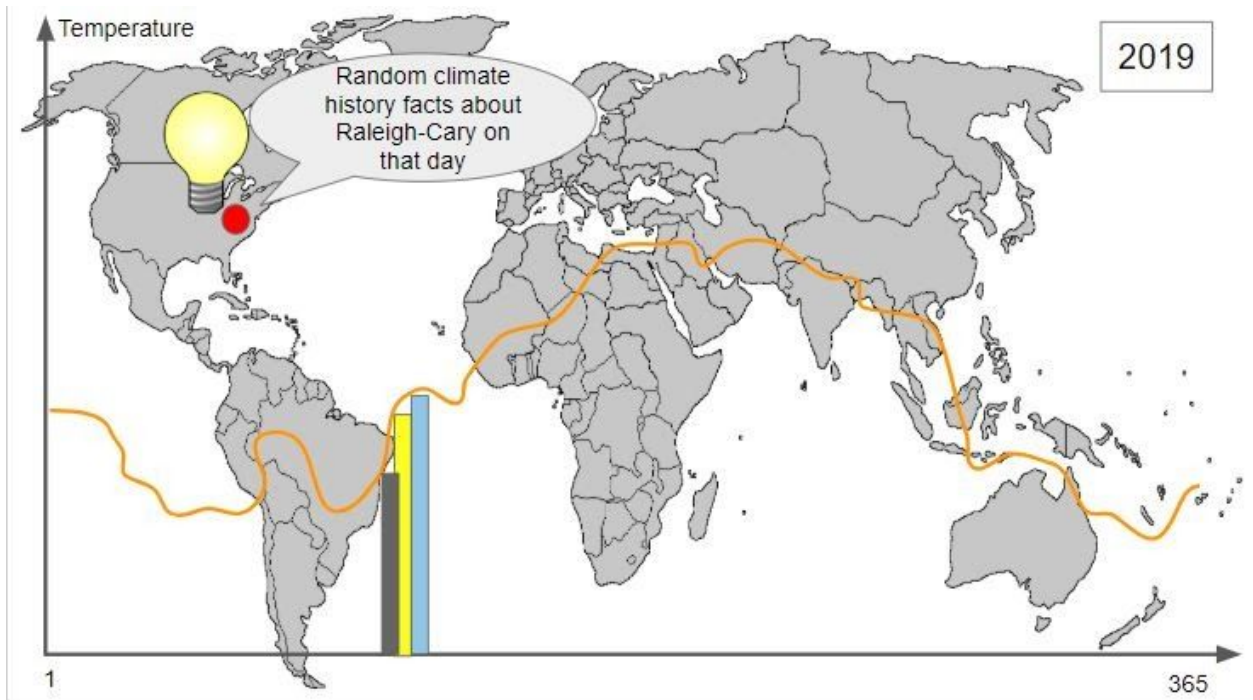 Temperature
2019
Random climate
history facts about
Raleigh-Cary on
that day
1
365